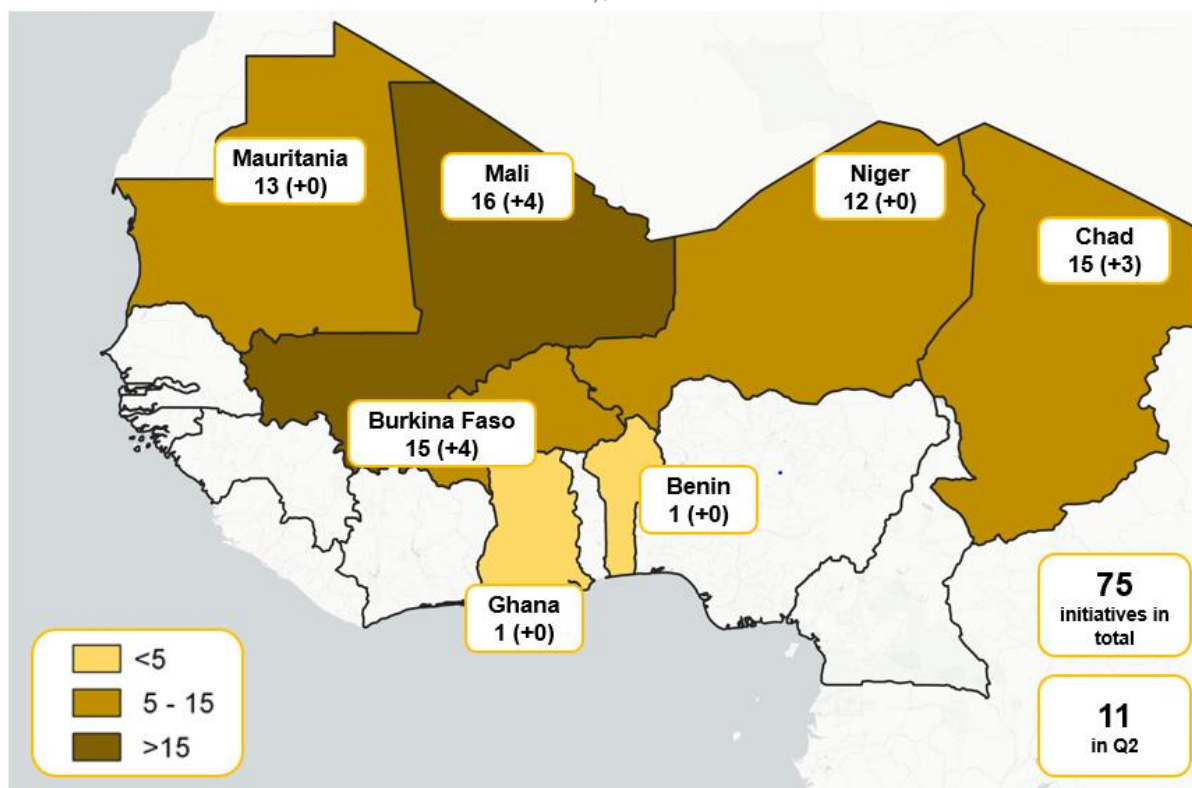 Mauritania
13 (+0)
Mali
16 (+4)
Niger
12 (+0)
Chad
15 (+3)
Burkina Faso
15 (+4)
Benin
1 (+0)
Ghana
1 (+0)
75
initiatives in
total
11
in Q2
<5
5 - 15
>15